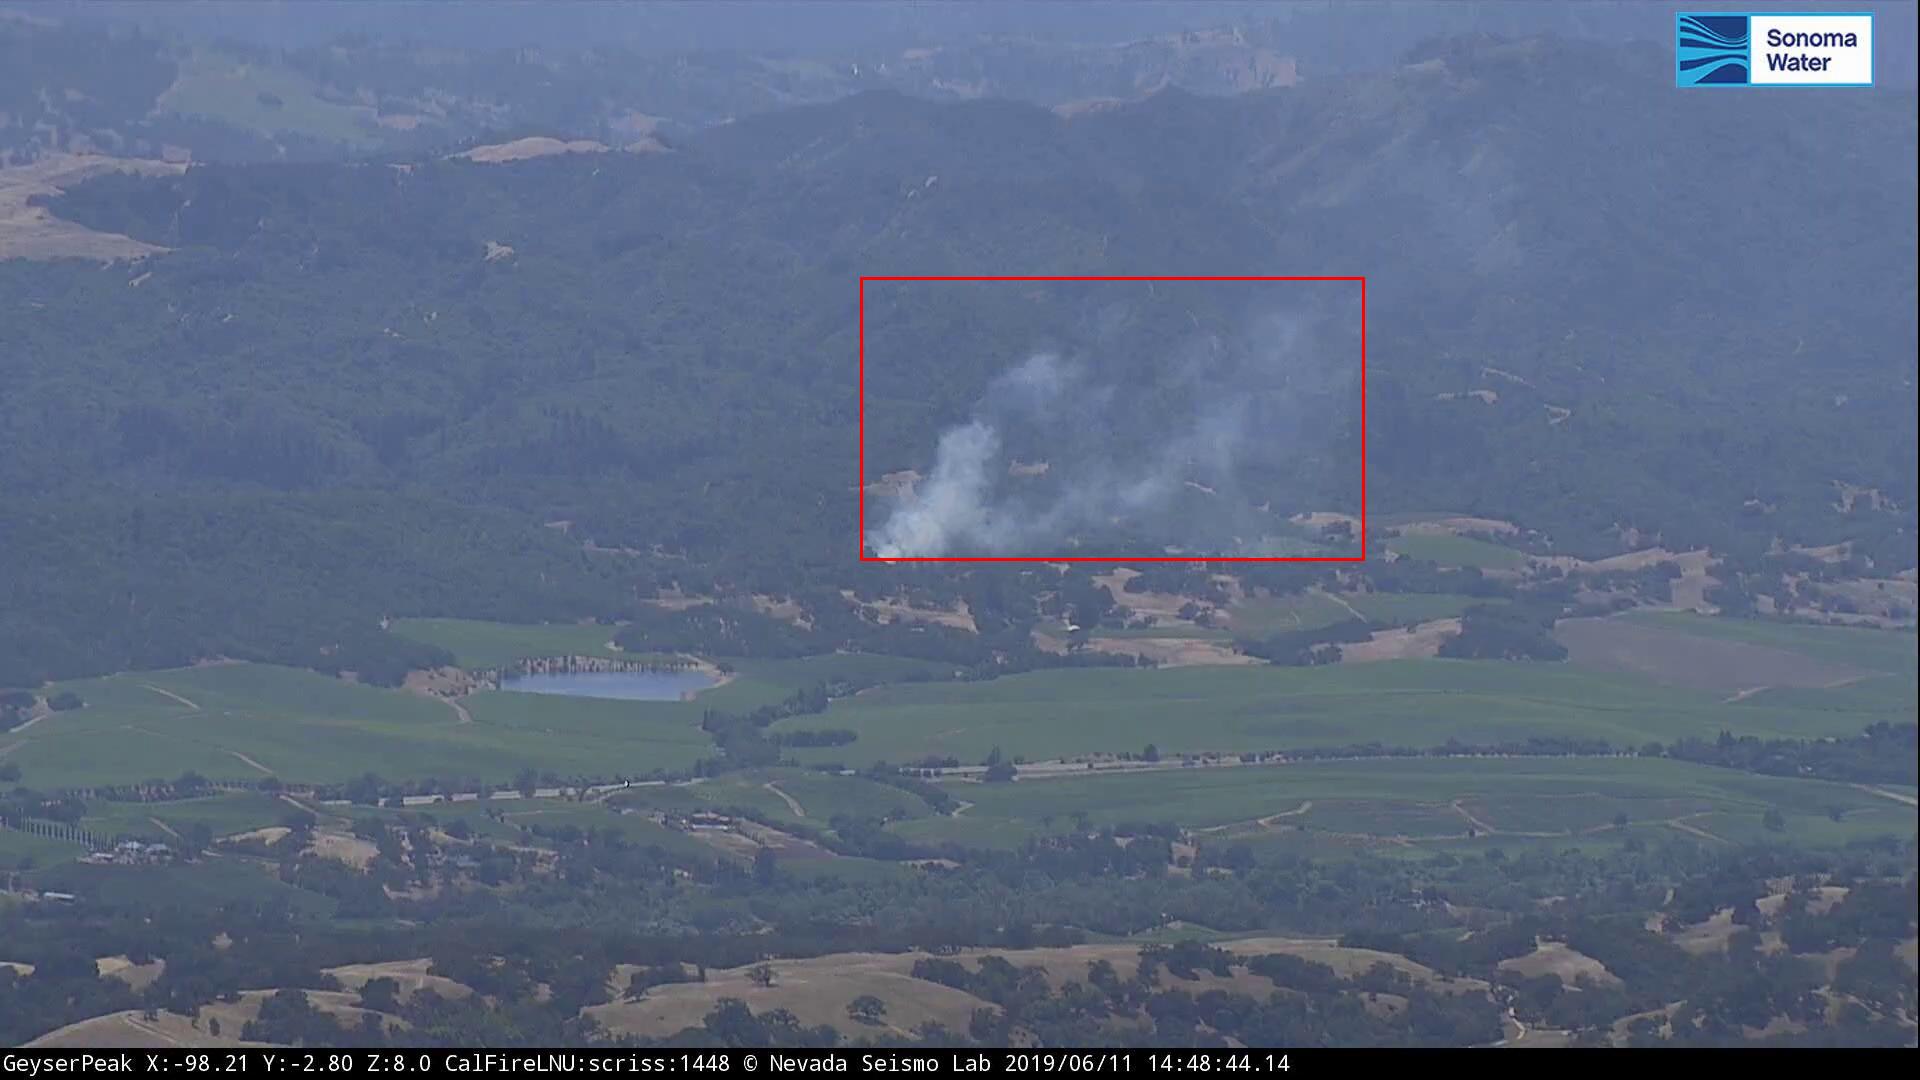 Sonoma
Water
GeyserPeak X:-98.21 Y:-2.80 Z:8.0 CalFireLNU:scriss:1448 © Nevada Seismo Lab 2019/06/11 14:48:44.14